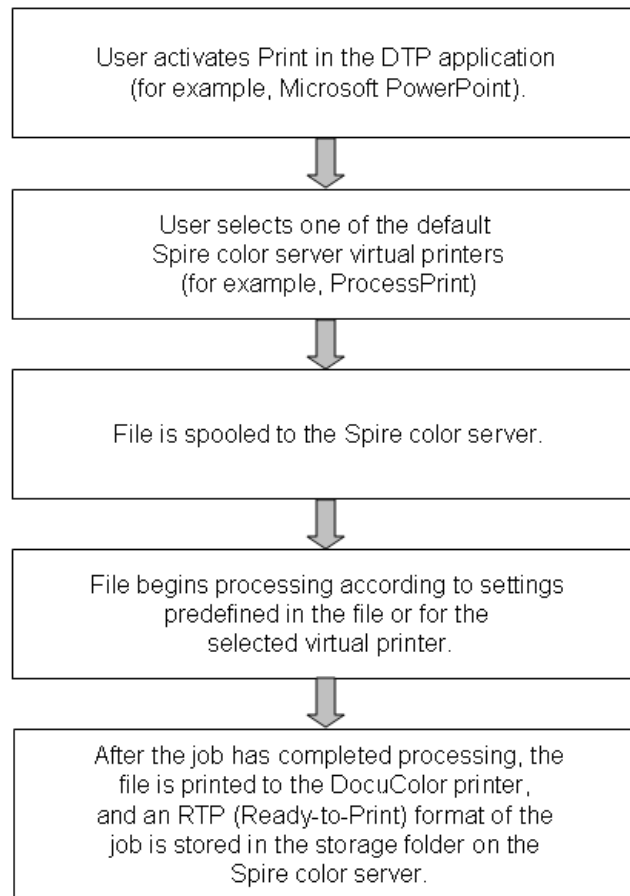 User activates Print in the DTP application
(for example, Microsoft PowerPoint).
User selects one of the default
Spire color server virtual printers
(for example, ProcessPrint)
File is spooled to the Spire color server.
File begins processing according to settings
predefined in the file or for the
selected virtual printer.
After the job has completed processing, the
file is printed to the DocuColor printer,
and an RTP (Ready-to-Print) format of the
job is stored in the storage folder on the
Spire color server.